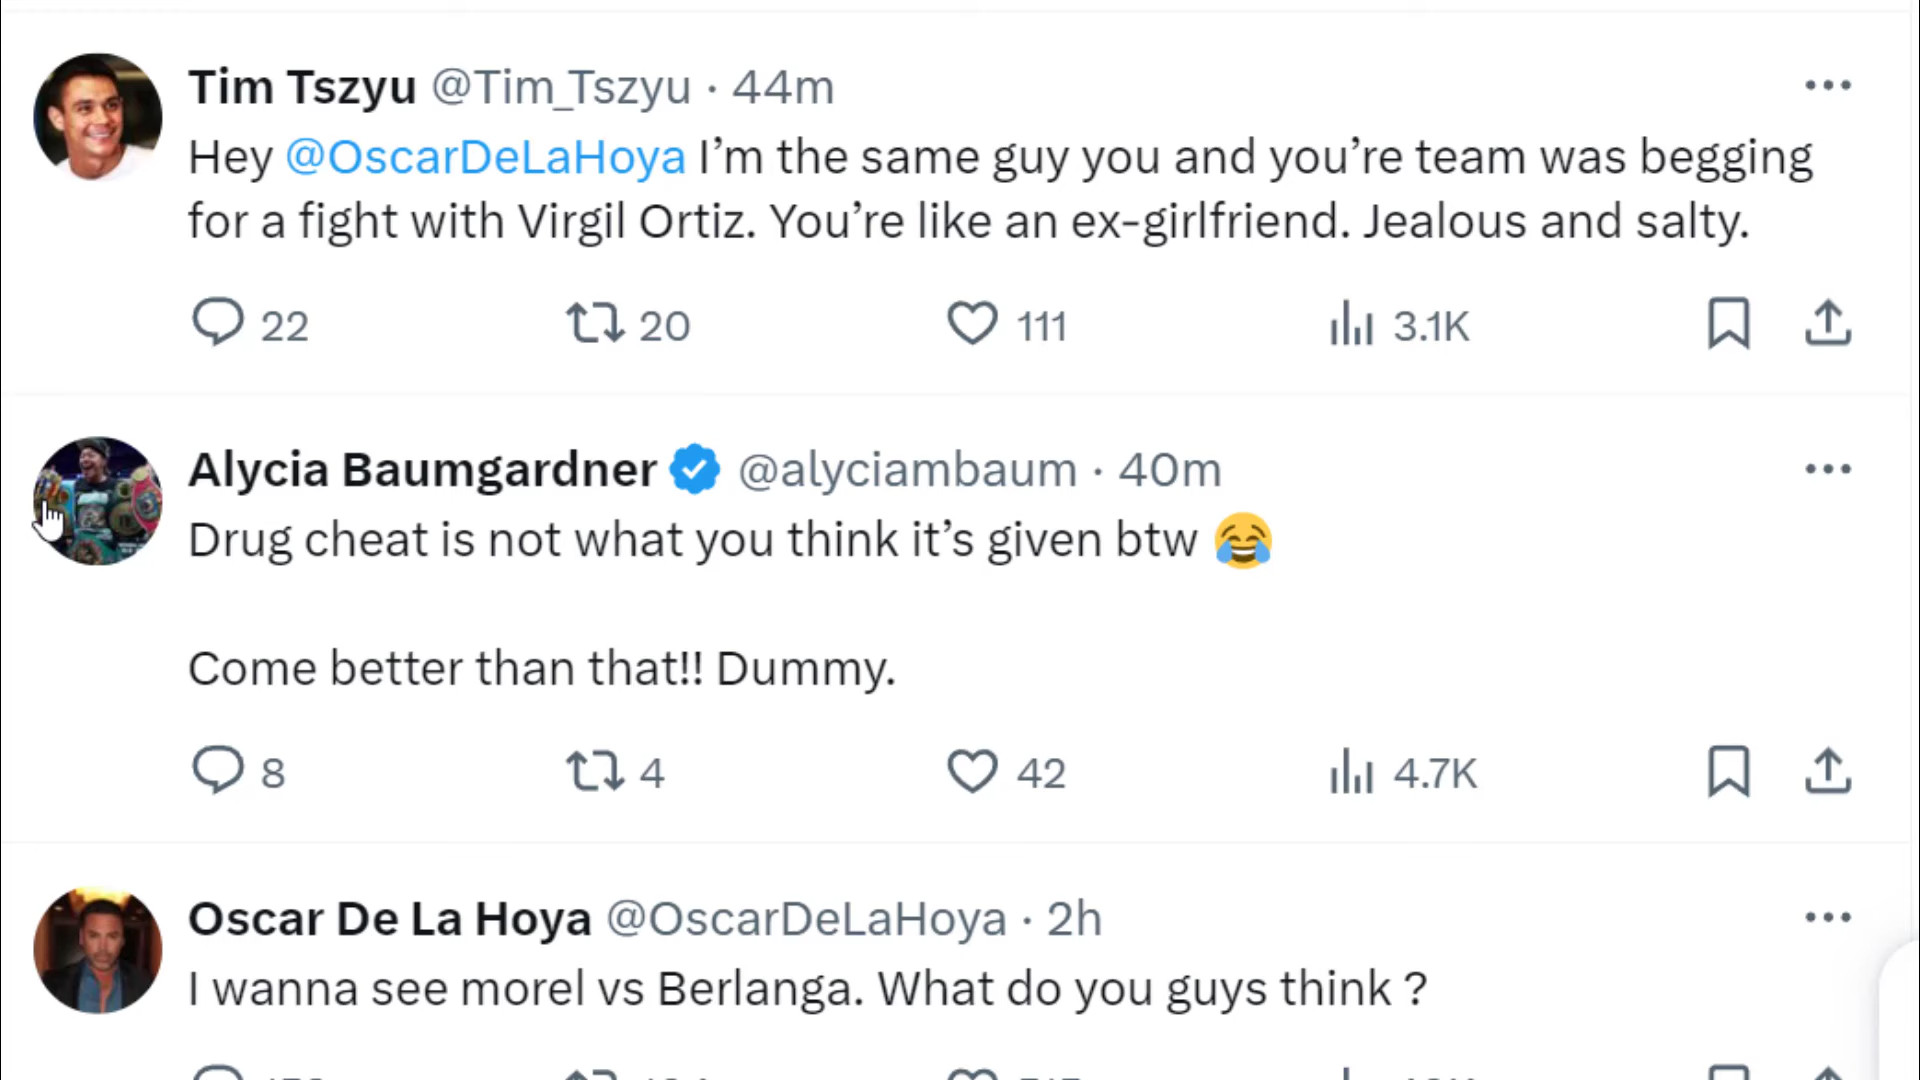 Tim Tszyu @Tim_Tszyu · 44m
Hey @OscarDeLaHoya I’m the same guy you and you’re team was begging
for a fight with Virgil Ortiz. You’re like an ex-girlfriend. Jealous and salty.
22 20 111 3.1K
Alycia Baumgardner @alyciambaum · 40m
Drug cheat is not what you think it’s given btw 😂
Come better than that!! Dummy.
8 4 42 4.7K
Oscar De La Hoya @OscarDeLaHoya · 2h
I wanna see morel vs Berlanga. What do you guys think ?